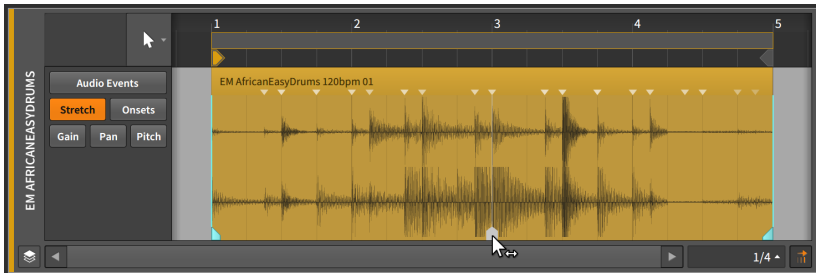 1 2 3 4 5
EM AFRICANEASYDRUMS
Audio Events
Stretch Onsets
Gain Pan Pitch
EM AfricanEasyDrums 120bpm 01
1/4